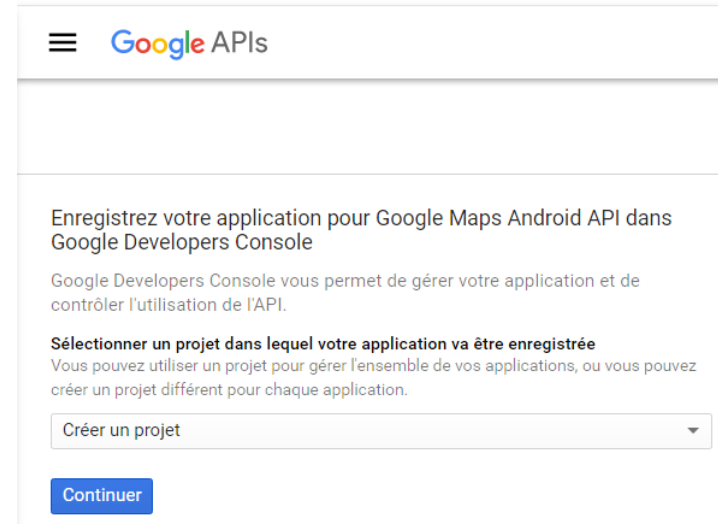 Google APIs
Enregistrez votre application pour Google Maps Android API dans
Google Developers Console
Google Developers Console vous permet de gérer votre application et de
contrôler l'utilisation de l'API.
Sélectionner un projet dans lequel votre application va être enregistrée
Vous pouvez utiliser un projet pour gérer l'ensemble de vos applications, ou vous pouvez
créer un projet différent pour chaque application.
Créer un projet
Continuer